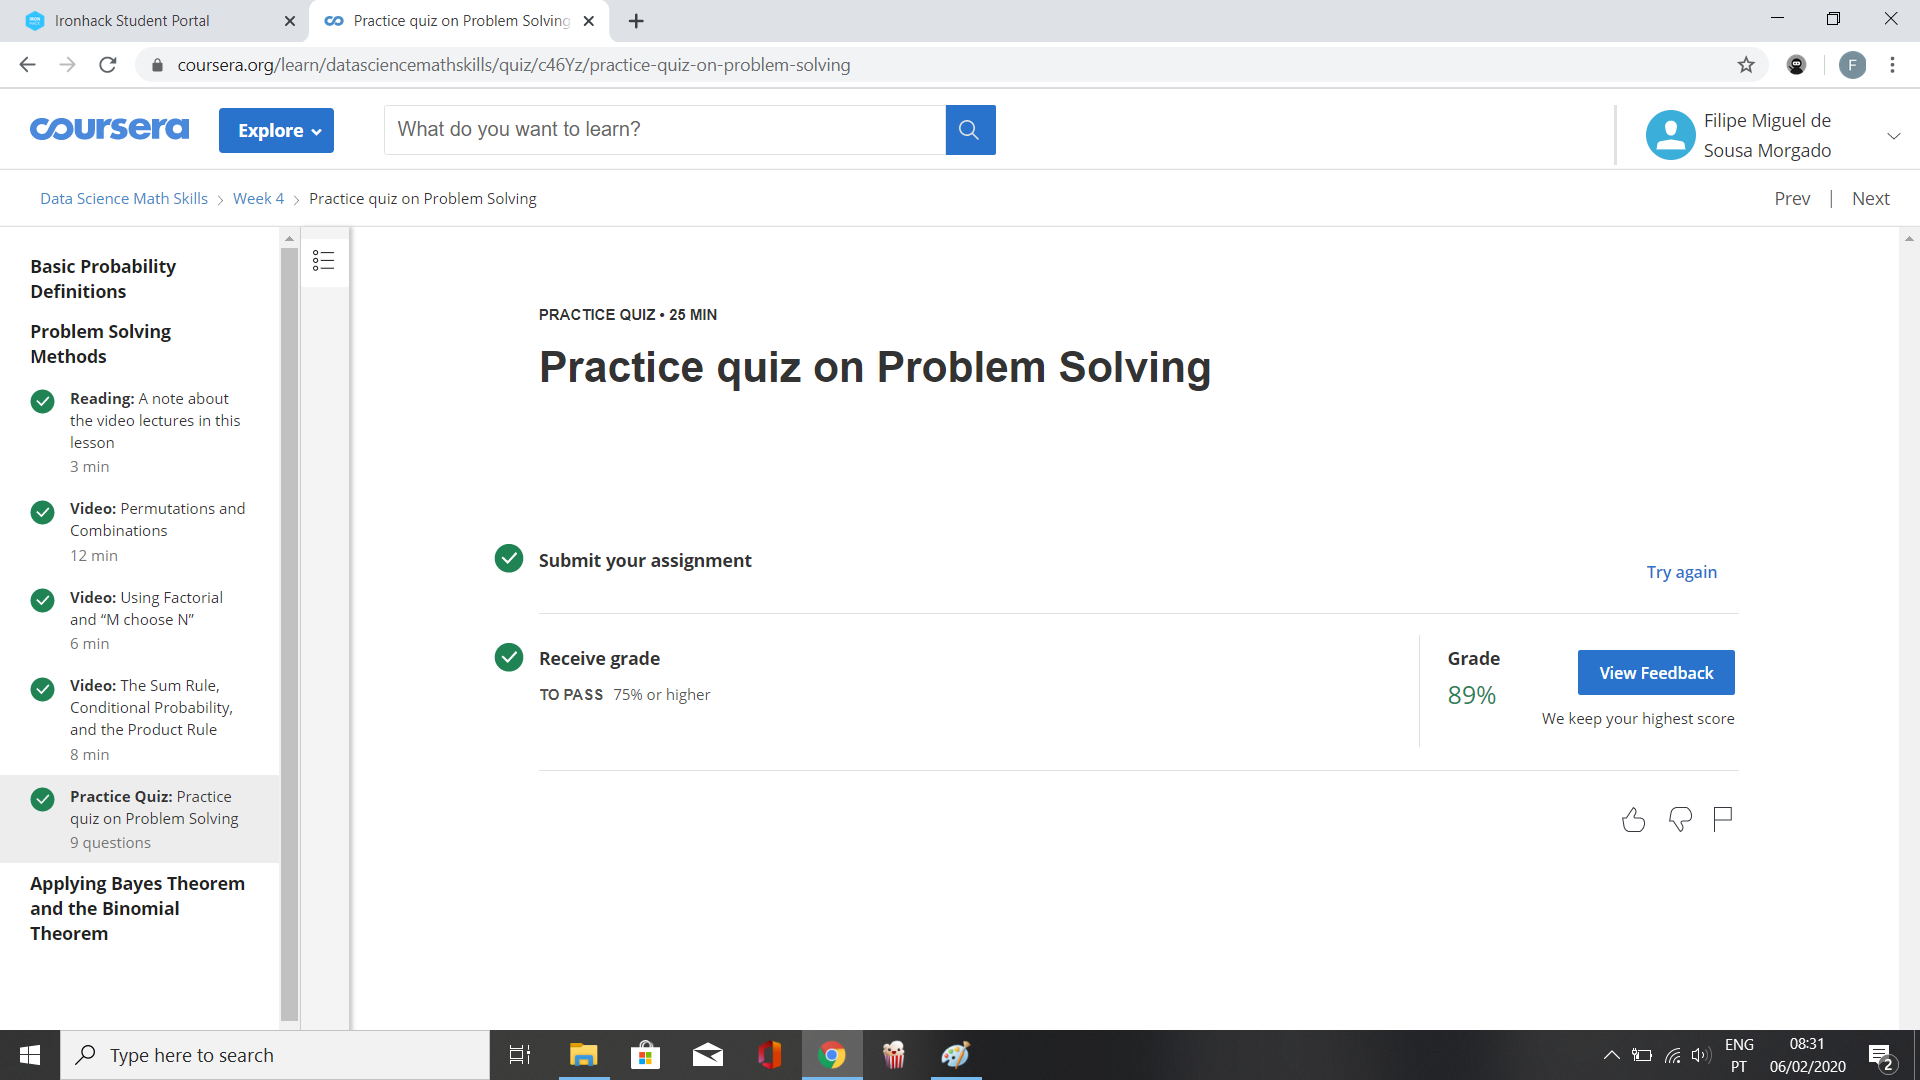 Ironhack Student Portal
Practice quiz on Problem Solving
coursera.org/learn/datasciencemathskills/quiz/c46Yz/practice-quiz-on-problem-solving
F
coursera
Explore
What do you want to learn?
Filipe Miguel de
Sousa Morgado
Data Science Math Skills > Week 4 > Practice quiz on Problem Solving
Prev | Next
Basic Probability
Definitions
Problem Solving
Methods
Reading: A note about
the video lectures in this
lesson
3 min
Video: Permutations and
Combinations
12 min
Video: Using Factorial
and “M choose N”
6 min
Video: The Sum Rule,
Conditional Probability,
and the Product Rule
8 min
Practice Quiz: Practice
quiz on Problem Solving
9 questions
Applying Bayes Theorem
and the Binomial
Theorem
PRACTICE QUIZ • 25 MIN
Practice quiz on Problem Solving
Submit your assignment
Try again
Receive grade
TO PASS 75% or higher
Grade
89%
View Feedback
We keep your highest score
Type here to search
ENG
PT
08:31
06/02/2020
2